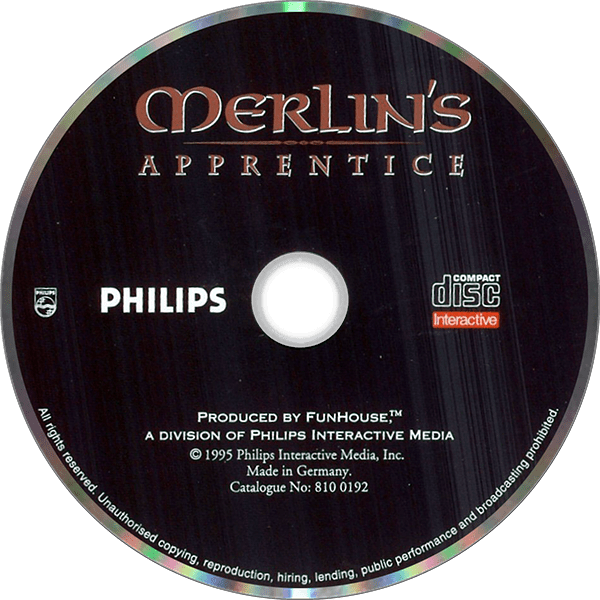 MERLIN'S
APPRENTICE
PHILIPS
PHILIPS
COMPACT
disc
Interactive
PRODUCED BY FUNHOUSE,™
A DIVISION OF PHILIPS INTERACTIVE MEDIA
© 1995 Philips Interactive Media, Inc.
Made in Germany.
Catalogue No: 810 0192
All rights reserved. Unauthorised copying, reproduction, hiring, lending, public performance and broadcasting prohibited.